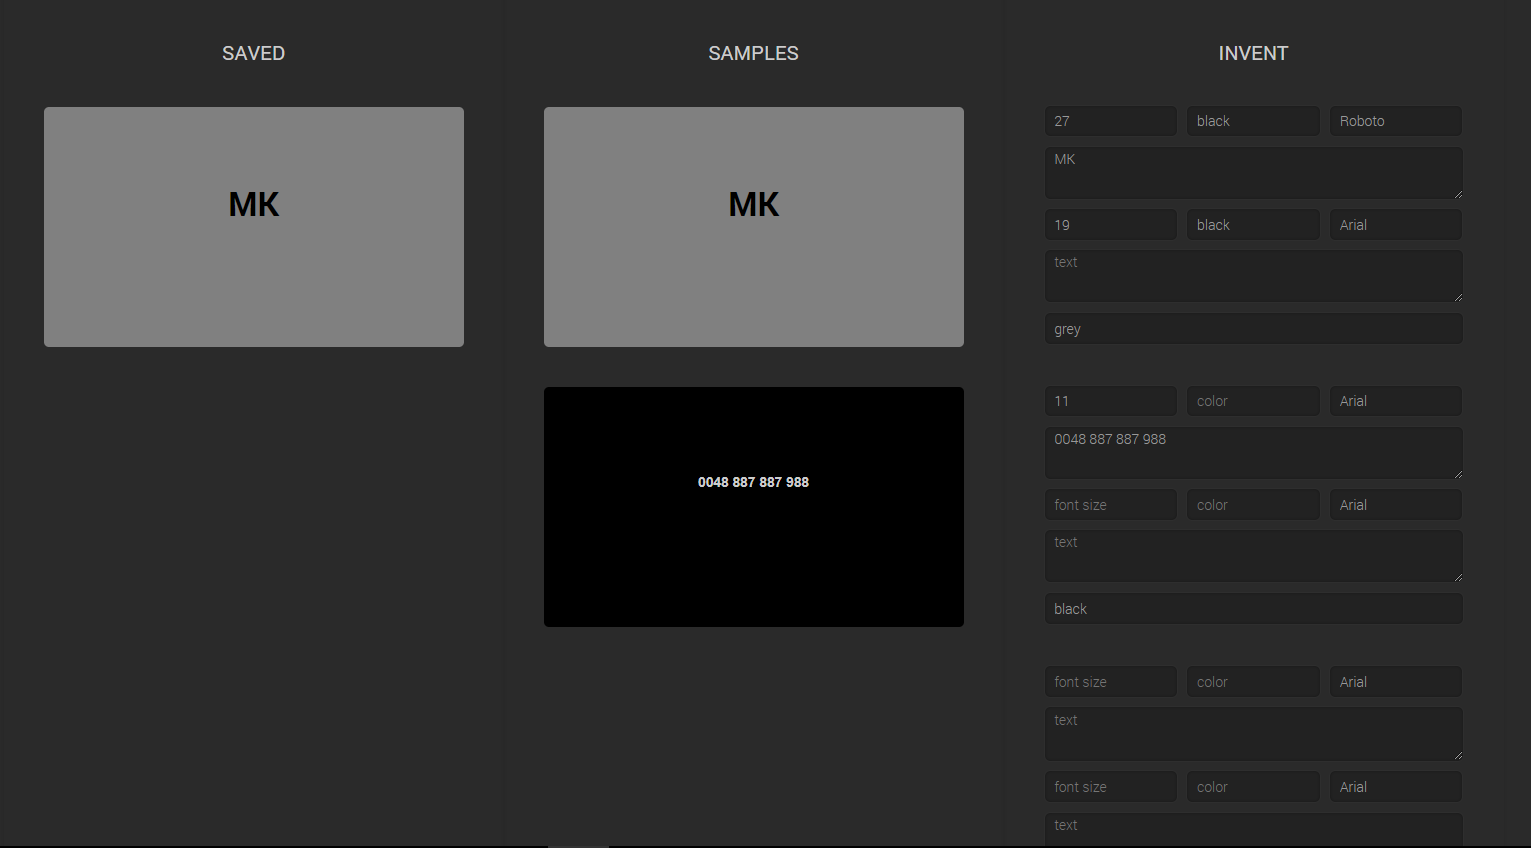 SAVED
SAMPLES
INVENT
MK
MK
0048 887 887 988
27 black Roboto
MK
19 black Arial
text
grey
11 color Arial
0048 887 887 988
font size color Arial
text
black
font size color Arial
text
font size color Arial
text